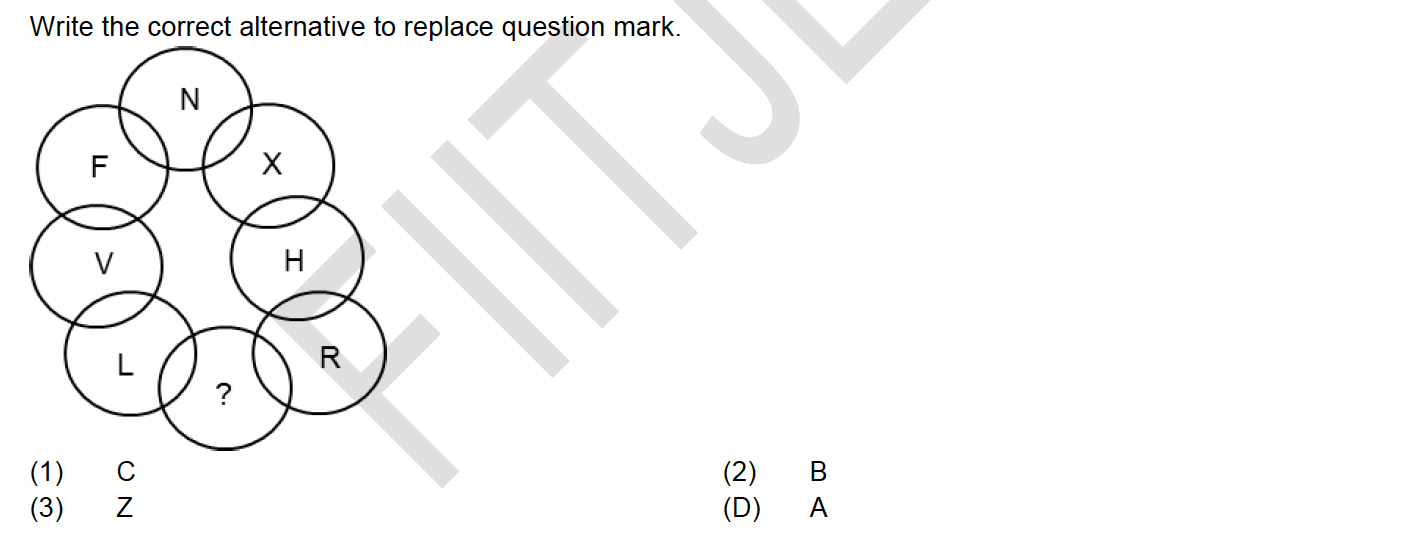 Write the correct alternative to replace question mark.
N
F
X
V
H
L
R
?
(1) C
(2) B
(3) Z
(D) A
FIITJE